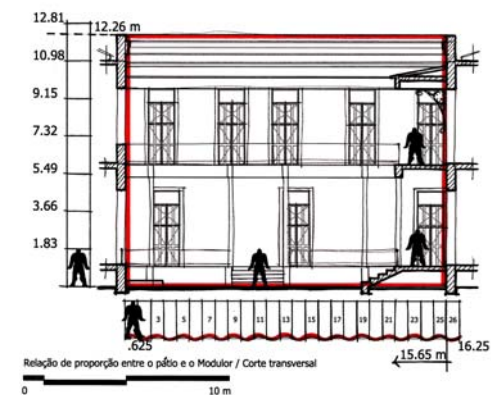 12.81
12.26 m
10.98
9.15
7.32
5.49
3.66
1.83
3 5 7 9 11 13 15 17 19 21 23 25 26
.625
15.65 m
16.25
Relação de proporção entre o pátio e o Modulor / Corte transversal
0 10 m